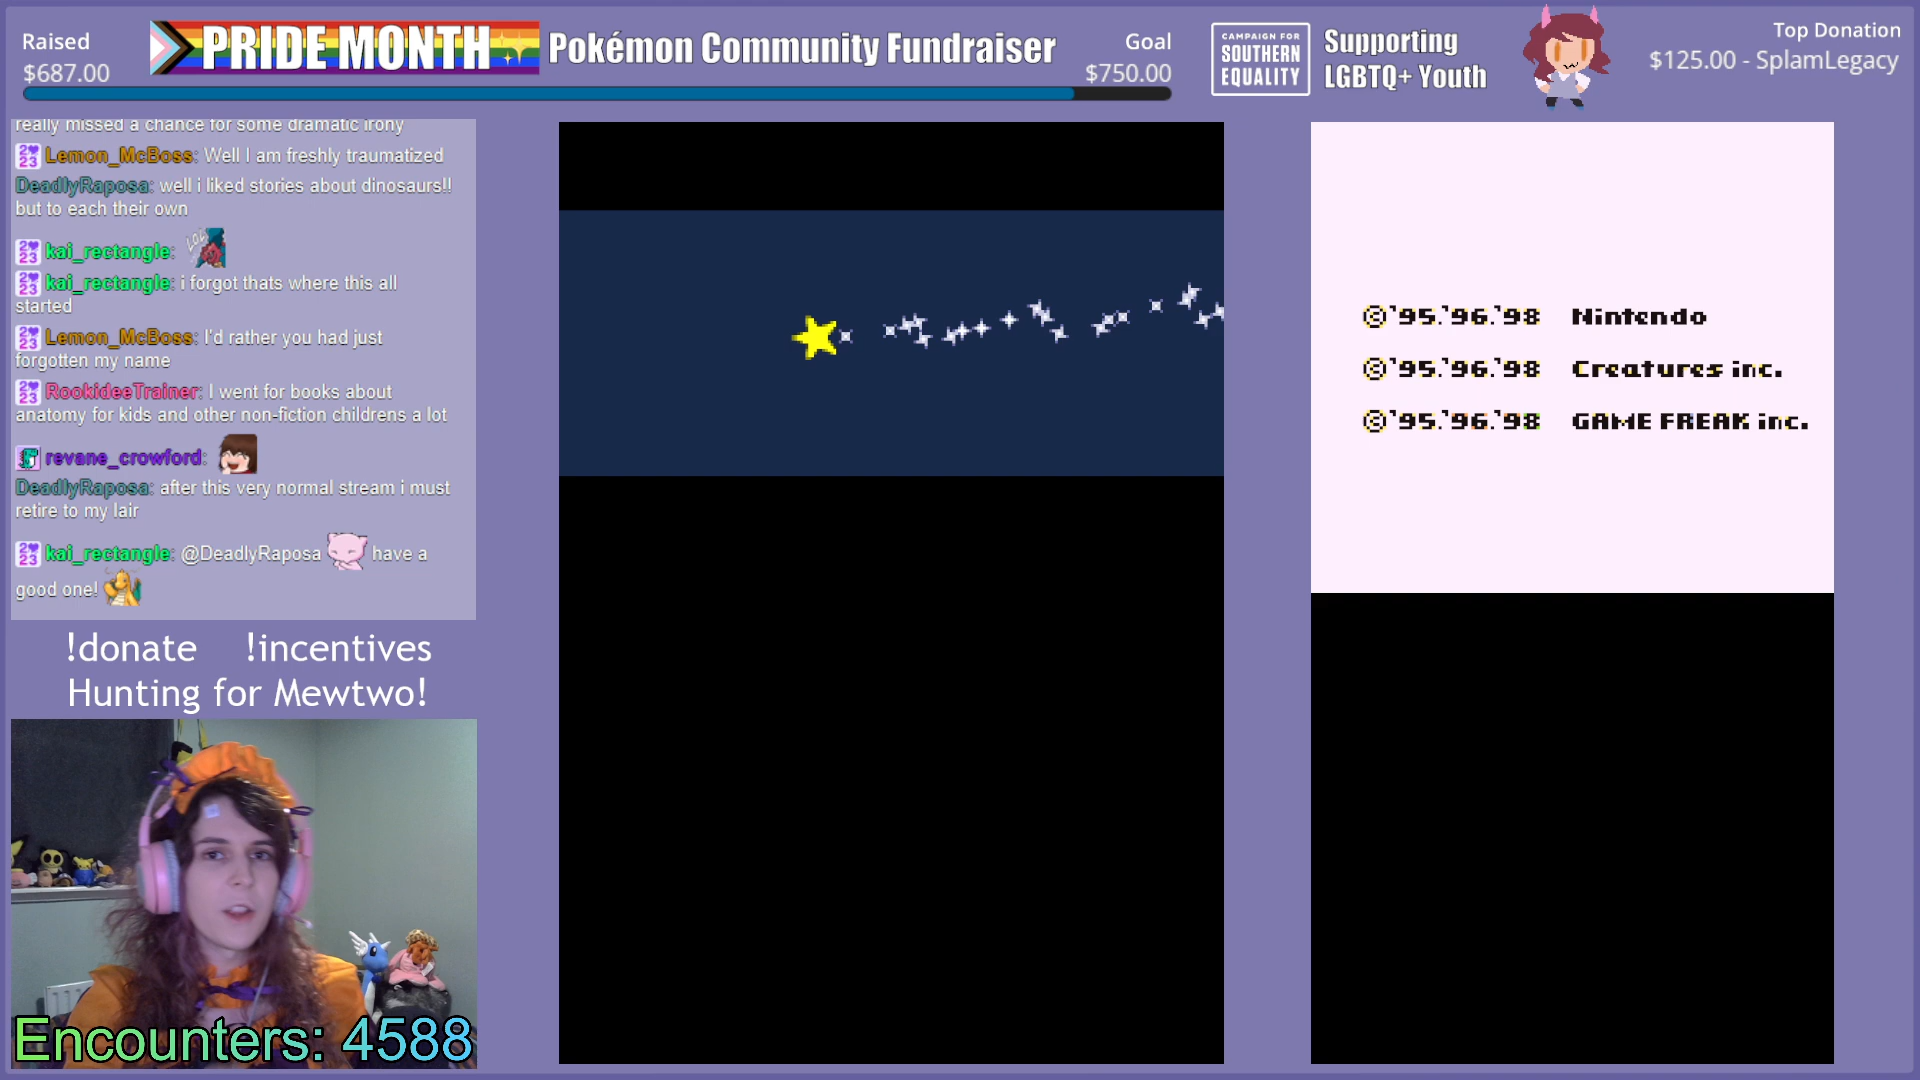 Raised
$687.00
PRIDE MONTH
Pokémon Community Fundraiser
Goal
$750.00
CAMPAIGN FOR
SOUTHERN
EQUALITY
Supporting
LGBTQ+ Youth
Top Donation
$125.00 - SplamLegacy
really missed a chance for some dramatic irony
Lemon_McBoss: Well I am freshly traumatized
DeadlyRaposa: well i liked stories about dinosaurs!!
but to each their own
kai_rectangle: LOL
kai_rectangle: i forgot thats where this all
started
Lemon_McBoss: I'd rather you had just
forgotten my name
RookideeTrainer: I went for books about
anatomy for kids and other non-fiction childrens a lot
revane_crowford:
DeadlyRaposa: after this very normal stream i must
retire to my lair
kai_rectangle: @DeadlyRaposa have a
good one!
!donate !incentives
Hunting for Mewtwo!
Encounters: 4588
©'95.'96.'98 Nintendo
©'95.'96.'98 Creatures inc.
©'95.'96.'98 GAME FREAK inc.